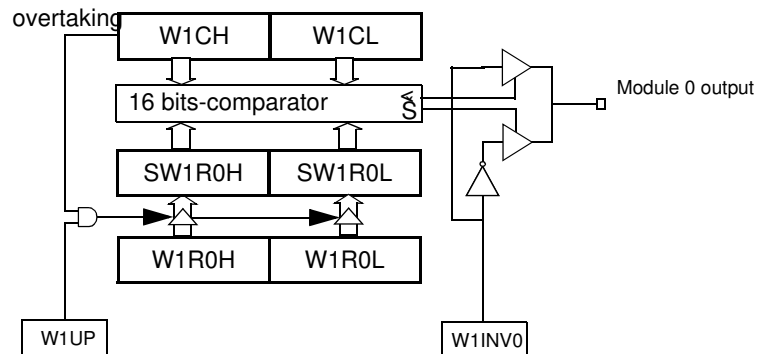 overtaking
W1CH W1CL
16 bits-comparator <
Module 0 output
SW1R0H SW1R0L
W1R0H W1R0L
W1UP W1INV0